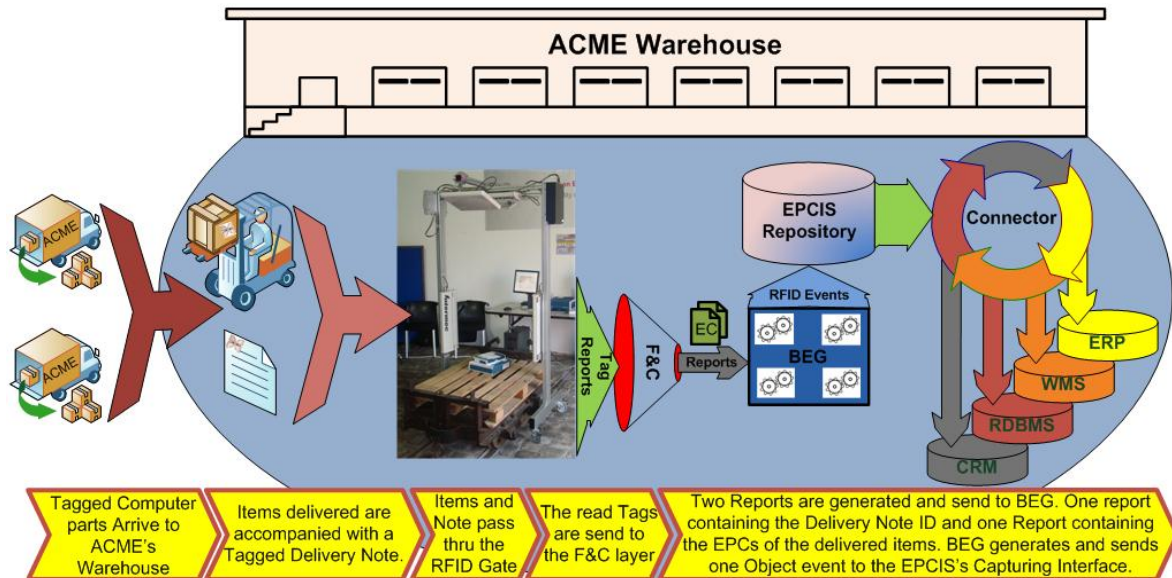 ACME Warehouse
ACME
ACME
Tag
Reports
F&C
EC
Reports
EPCIS
Repository
RFID Events
BEG
Connector
ERP
WMS
RDBMS
CRM
Tagged Computer
parts Arrive to
ACME's
Warehouse
Items delivered are
accompanied with a
Tagged Delivery Note.
Items and
Note pass
thru the
RFID Gate
The read Tags
are send to
the F&C layer
Two Reports are generated and send to BEG. One report
containing the Delivery Note ID and one Report containing
the EPCs of the delivered items. BEG generates and sends
one Object event to the EPCIS's Capturing Interface.